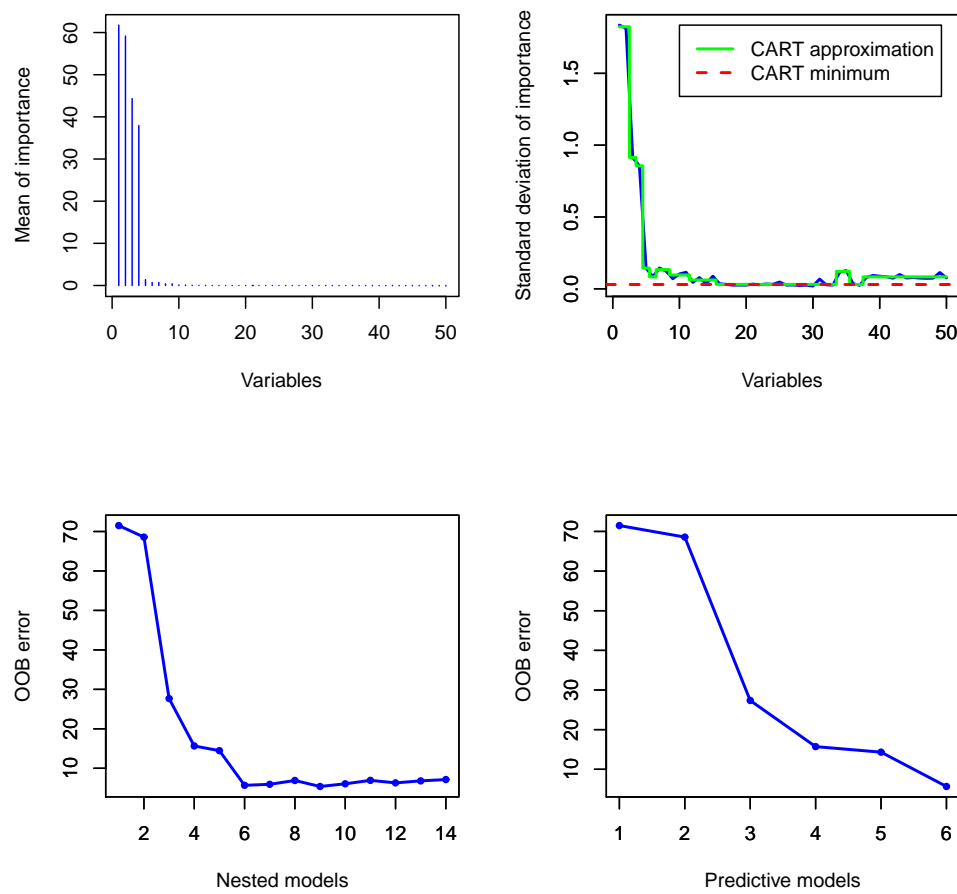 Mean of importance
60
50
40
30
20
10
0
0 10 20 30 40 50
Variables
Standard deviation of importance
1.5
1.0
0.5
0.0
CART approximation
CART minimum
0 10 20 30 40 50
Variables
OOB error
70
60
50
40
30
20
10
2 4 6 8 10 12 14
Nested models
OOB error
70
60
50
40
30
20
10
1 2 3 4 5 6
Predictive models